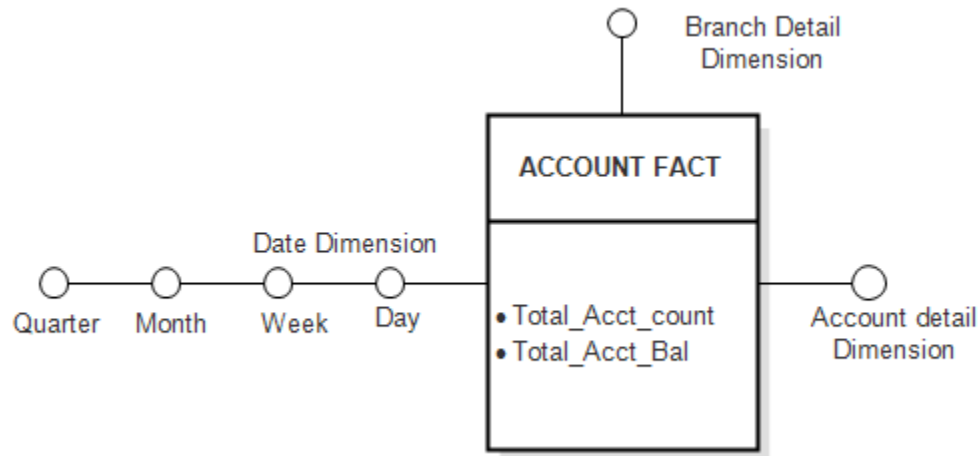 Branch Detail
Dimension
ACCOUNT FACT
Date Dimension
Quarter
Month
Week
Day
• Total_Acct_count
• Total_Acct_Bal
Account detail
Dimension